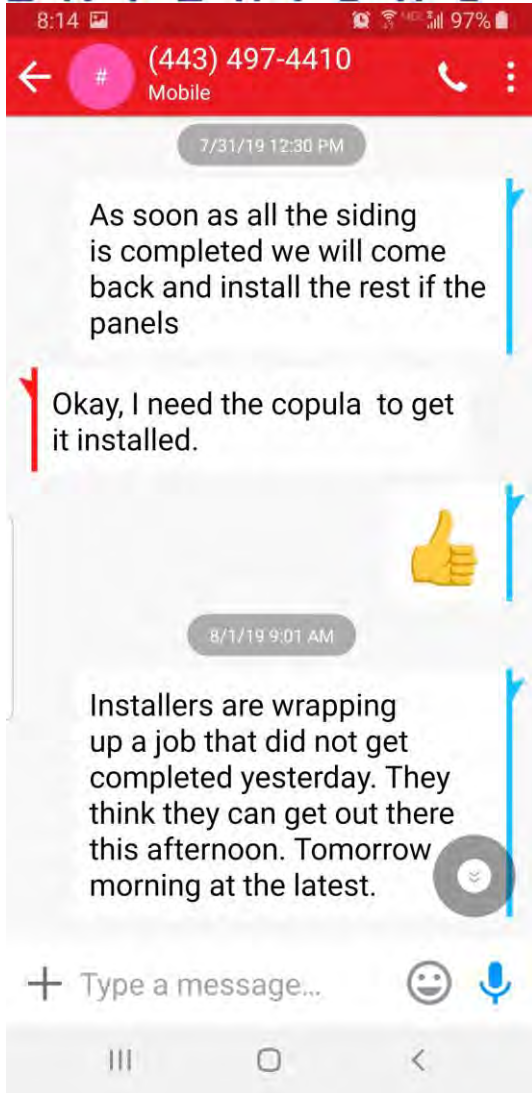 8:14 97%
#
(443) 497-4410
Mobile
7/31/19 12:30 PM
As soon as all the siding
is completed we will come
back and install the rest if the
panels
Okay, I need the copula to get
it installed.
8/1/19 9:01 AM
Installers are wrapping
up a job that did not get
completed yesterday. They
think they can get out there
this afternoon. Tomorrow
morning at the latest.
Type a message...